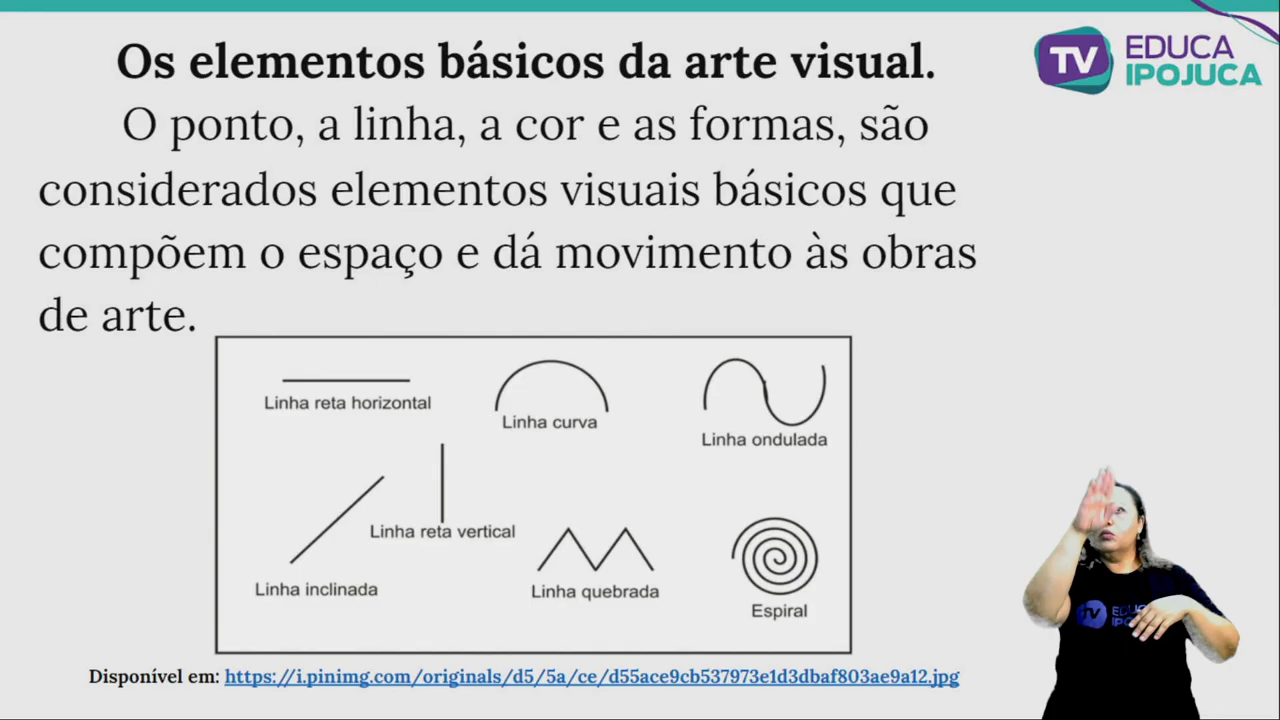 Os elementos básicos da arte visual.
TV EDUCA
IPOJUCA
O ponto, a linha, a cor e as formas, são
considerados elementos visuais básicos que
compõem o espaço e dá movimento às obras
de arte.
Linha reta horizontal
Linha curva
Linha ondulada
Linha reta vertical
Linha inclinada
Linha quebrada
Espiral
TV
Disponível em: https://i.pinimg.com/originals/d5/5a/ce/d55ace9cb537973e1d3dbaf803ae9a12.jpg